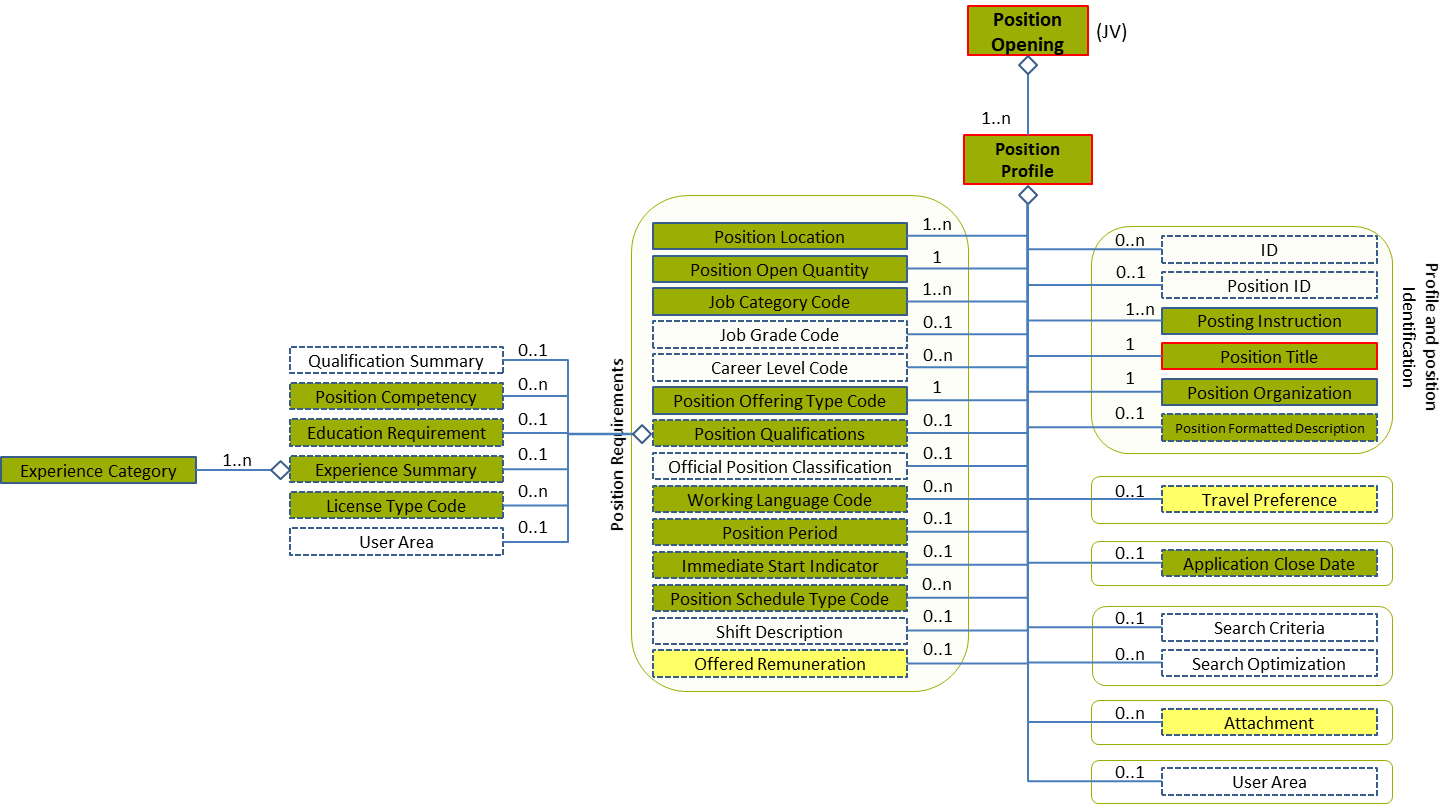 Position
Opening
(JV)
1..n
Position
Profile
Position Requirements
1..n
Position Location
1
Position Open Quantity
1..n
Job Category Code
0..1
Job Grade Code
0..n
Career Level Code
1
Position Offering Type Code
0..1
Position Qualifications
0..1
Official Position Classification
0..n
Working Language Code
0..1
Position Period
0..1
Immediate Start Indicator
0..n
Position Schedule Type Code
0..1
Shift Description
0..1
Offered Remuneration
Qualification Summary
0..1
Position Competency
0..n
Education Requirement
0..1
Experience Summary
0..1
License Type Code
0..n
User Area
0..1
Experience Category
1..n
Profile and position
Identification
0..n
ID
0..1
Position ID
1..n
Posting Instruction
1
Position Title
1
Position Organization
0..1
Position Formatted Description
0..1
Travel Preference
0..1
Application Close Date
0..1
Search Criteria
0..n
Search Optimization
0..n
Attachment
0..1
User Area